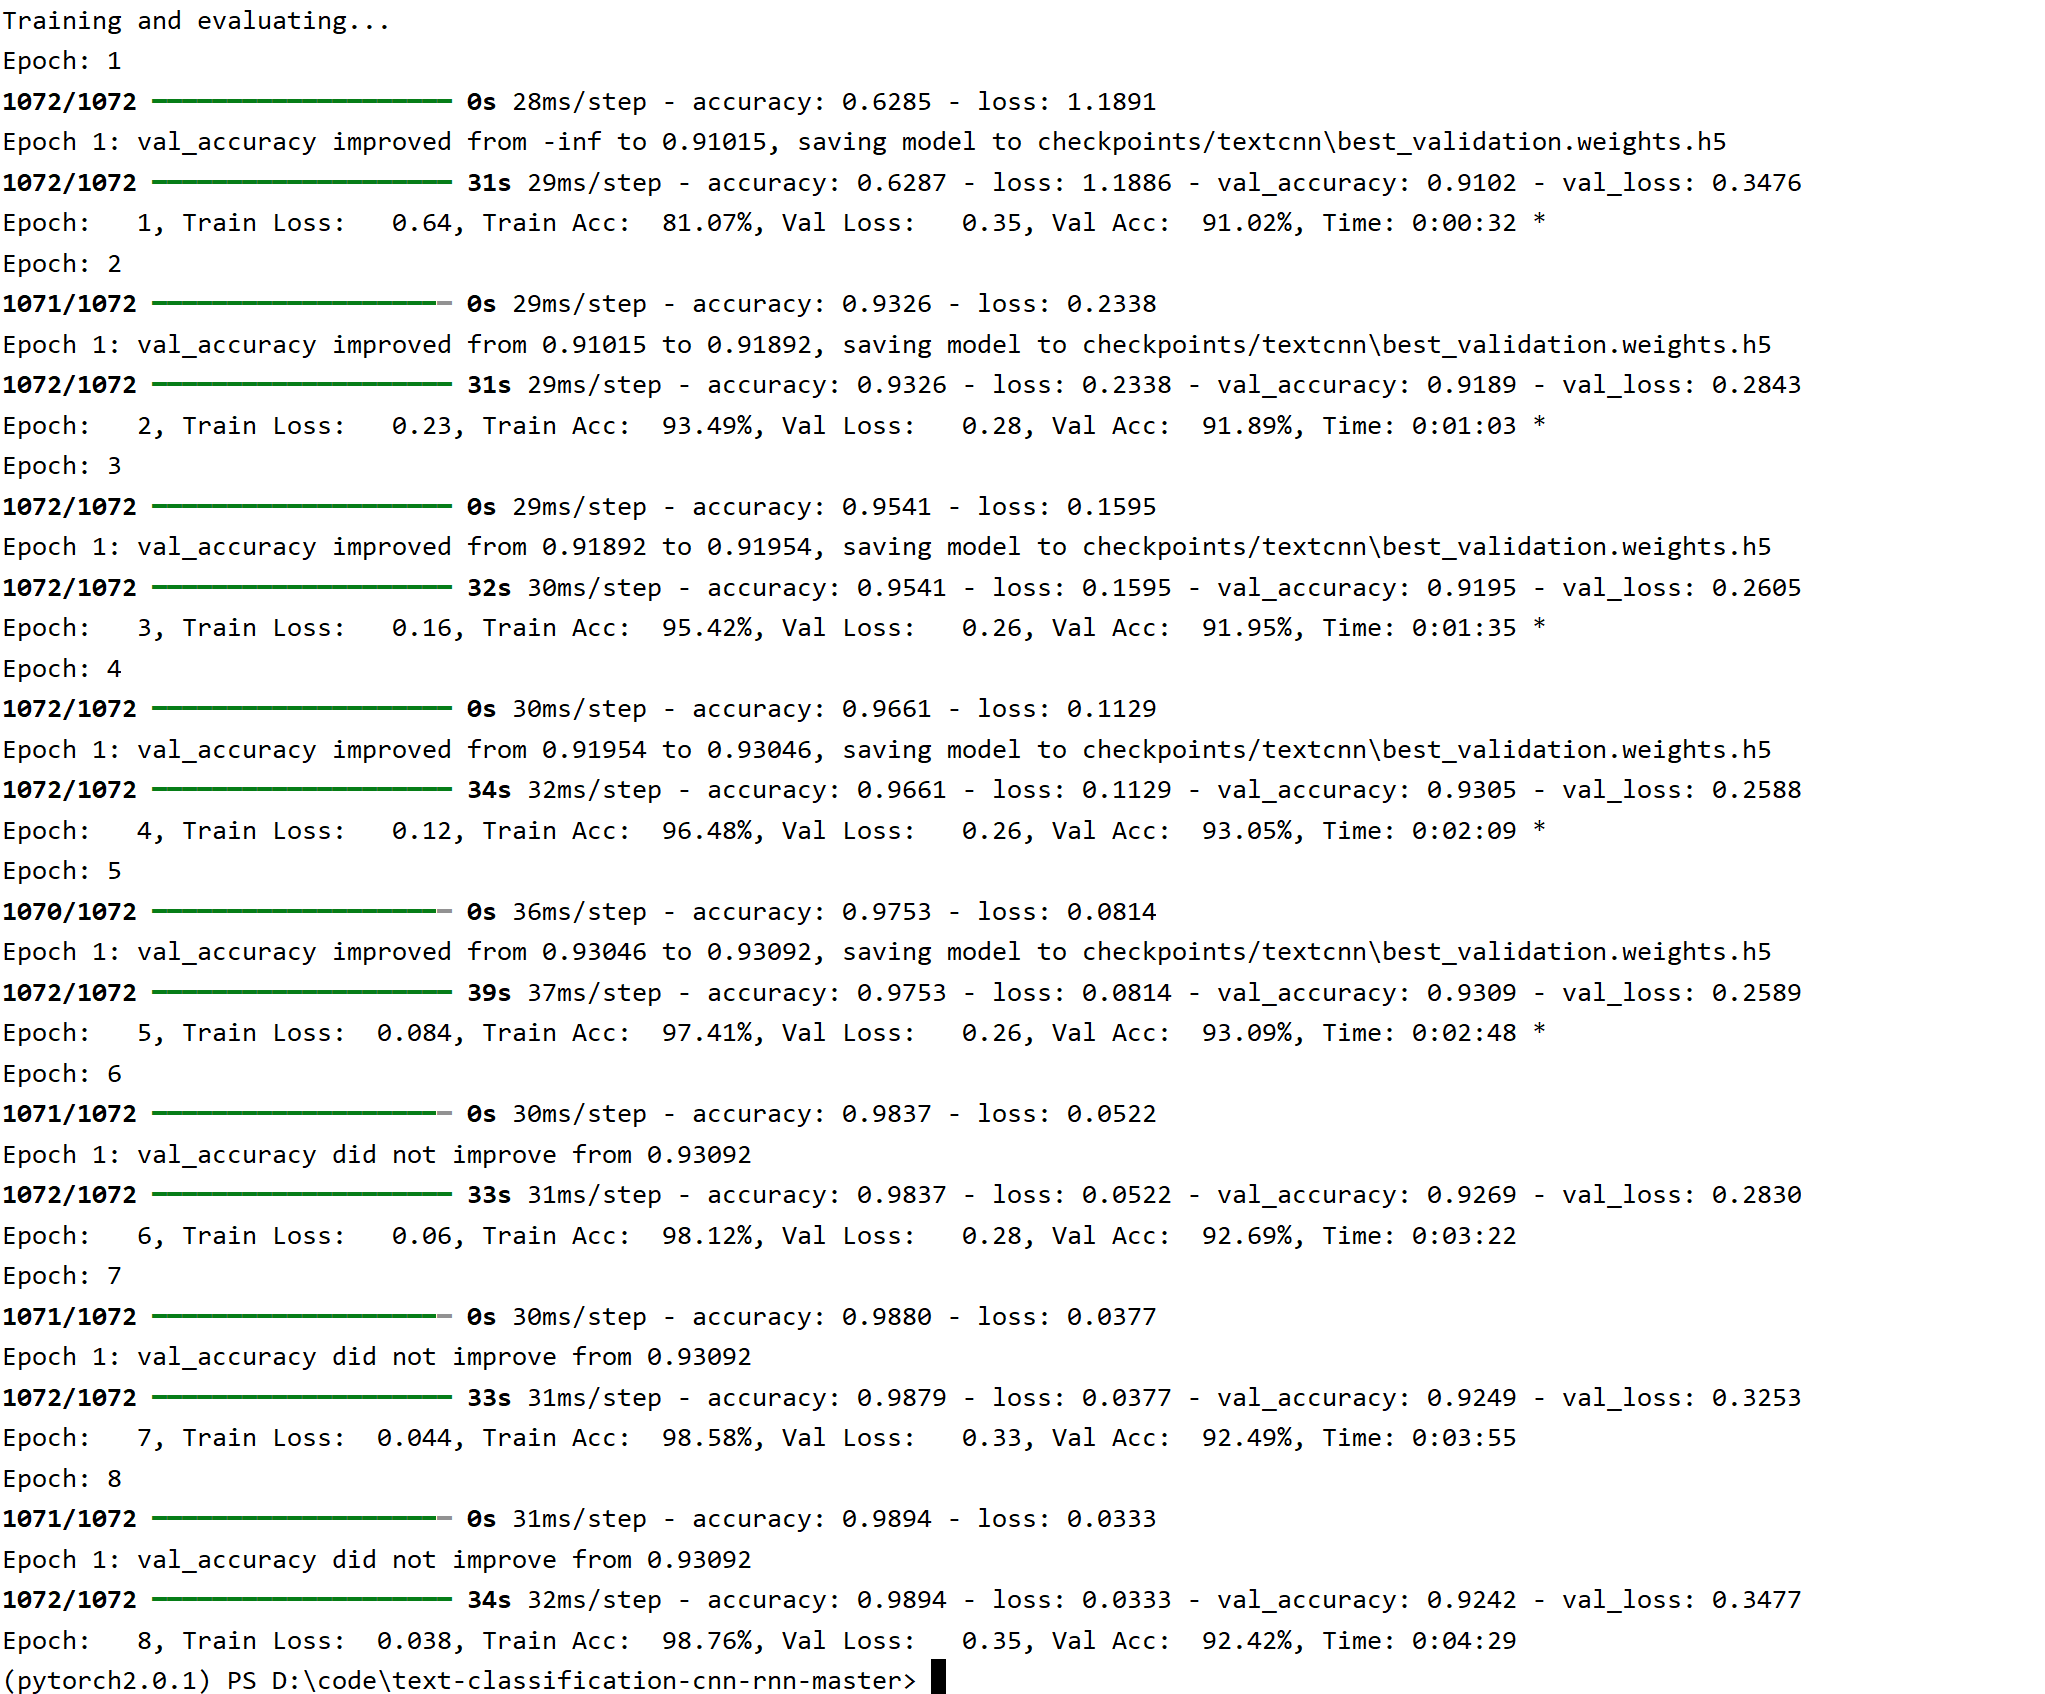 Training and evaluating...
Epoch: 1
1072/1072 ━━━━━━━━━━━━━━━━━━━━ 0s 28ms/step - accuracy: 0.6285 - loss: 1.1891
Epoch 1: val_accuracy improved from -inf to 0.91015, saving model to checkpoints/textcnn\best_validation.weights.h5
1072/1072 ━━━━━━━━━━━━━━━━━━━━ 31s 29ms/step - accuracy: 0.6287 - loss: 1.1886 - val_accuracy: 0.9102 - val_loss: 0.3476
Epoch:   1, Train Loss:   0.64, Train Acc:  81.07%, Val Loss:   0.35, Val Acc:  91.02%, Time: 0:00:32 *
Epoch: 2
1071/1072 ━━━━━━━━━━━━━━━━━━━━ 0s 29ms/step - accuracy: 0.9326 - loss: 0.2338
Epoch 1: val_accuracy improved from 0.91015 to 0.91892, saving model to checkpoints/textcnn\best_validation.weights.h5
1072/1072 ━━━━━━━━━━━━━━━━━━━━ 31s 29ms/step - accuracy: 0.9326 - loss: 0.2338 - val_accuracy: 0.9189 - val_loss: 0.2843
Epoch:   2, Train Loss:   0.23, Train Acc:  93.49%, Val Loss:   0.28, Val Acc:  91.89%, Time: 0:01:03 *
Epoch: 3
1072/1072 ━━━━━━━━━━━━━━━━━━━━ 0s 29ms/step - accuracy: 0.9541 - loss: 0.1595
Epoch 1: val_accuracy improved from 0.91892 to 0.91954, saving model to checkpoints/textcnn\best_validation.weights.h5
1072/1072 ━━━━━━━━━━━━━━━━━━━━ 32s 30ms/step - accuracy: 0.9541 - loss: 0.1595 - val_accuracy: 0.9195 - val_loss: 0.2605
Epoch:   3, Train Loss:   0.16, Train Acc:  95.42%, Val Loss:   0.26, Val Acc:  91.95%, Time: 0:01:35 *
Epoch: 4
1072/1072 ━━━━━━━━━━━━━━━━━━━━ 0s 30ms/step - accuracy: 0.9661 - loss: 0.1129
Epoch 1: val_accuracy improved from 0.91954 to 0.93046, saving model to checkpoints/textcnn\best_validation.weights.h5
1072/1072 ━━━━━━━━━━━━━━━━━━━━ 34s 32ms/step - accuracy: 0.9661 - loss: 0.1129 - val_accuracy: 0.9305 - val_loss: 0.2588
Epoch:   4, Train Loss:   0.12, Train Acc:  96.48%, Val Loss:   0.26, Val Acc:  93.05%, Time: 0:02:09 *
Epoch: 5
1070/1072 ━━━━━━━━━━━━━━━━━━━━ 0s 36ms/step - accuracy: 0.9753 - loss: 0.0814
Epoch 1: val_accuracy improved from 0.93046 to 0.93092, saving model to checkpoints/textcnn\best_validation.weights.h5
1072/1072 ━━━━━━━━━━━━━━━━━━━━ 39s 37ms/step - accuracy: 0.9753 - loss: 0.0814 - val_accuracy: 0.9309 - val_loss: 0.2589
Epoch:   5, Train Loss:  0.084, Train Acc:  97.41%, Val Loss:   0.26, Val Acc:  93.09%, Time: 0:02:48 *
Epoch: 6
1071/1072 ━━━━━━━━━━━━━━━━━━━━ 0s 30ms/step - accuracy: 0.9837 - loss: 0.0522
Epoch 1: val_accuracy did not improve from 0.93092
1072/1072 ━━━━━━━━━━━━━━━━━━━━ 33s 31ms/step - accuracy: 0.9837 - loss: 0.0522 - val_accuracy: 0.9269 - val_loss: 0.2830
Epoch:   6, Train Loss:   0.06, Train Acc:  98.12%, Val Loss:   0.28, Val Acc:  92.69%, Time: 0:03:22
Epoch: 7
1071/1072 ━━━━━━━━━━━━━━━━━━━━ 0s 30ms/step - accuracy: 0.9880 - loss: 0.0377
Epoch 1: val_accuracy did not improve from 0.93092
1072/1072 ━━━━━━━━━━━━━━━━━━━━ 33s 31ms/step - accuracy: 0.9879 - loss: 0.0377 - val_accuracy: 0.9249 - val_loss: 0.3253
Epoch:   7, Train Loss:  0.044, Train Acc:  98.58%, Val Loss:   0.33, Val Acc:  92.49%, Time: 0:03:55
Epoch: 8
1071/1072 ━━━━━━━━━━━━━━━━━━━━ 0s 31ms/step - accuracy: 0.9894 - loss: 0.0333
Epoch 1: val_accuracy did not improve from 0.93092
1072/1072 ━━━━━━━━━━━━━━━━━━━━ 34s 32ms/step - accuracy: 0.9894 - loss: 0.0333 - val_accuracy: 0.9242 - val_loss: 0.3477
Epoch:   8, Train Loss:  0.038, Train Acc:  98.76%, Val Loss:   0.35, Val Acc:  92.42%, Time: 0:04:29
(pytorch2.0.1) PS D:\code\text-classification-cnn-rnn-master>